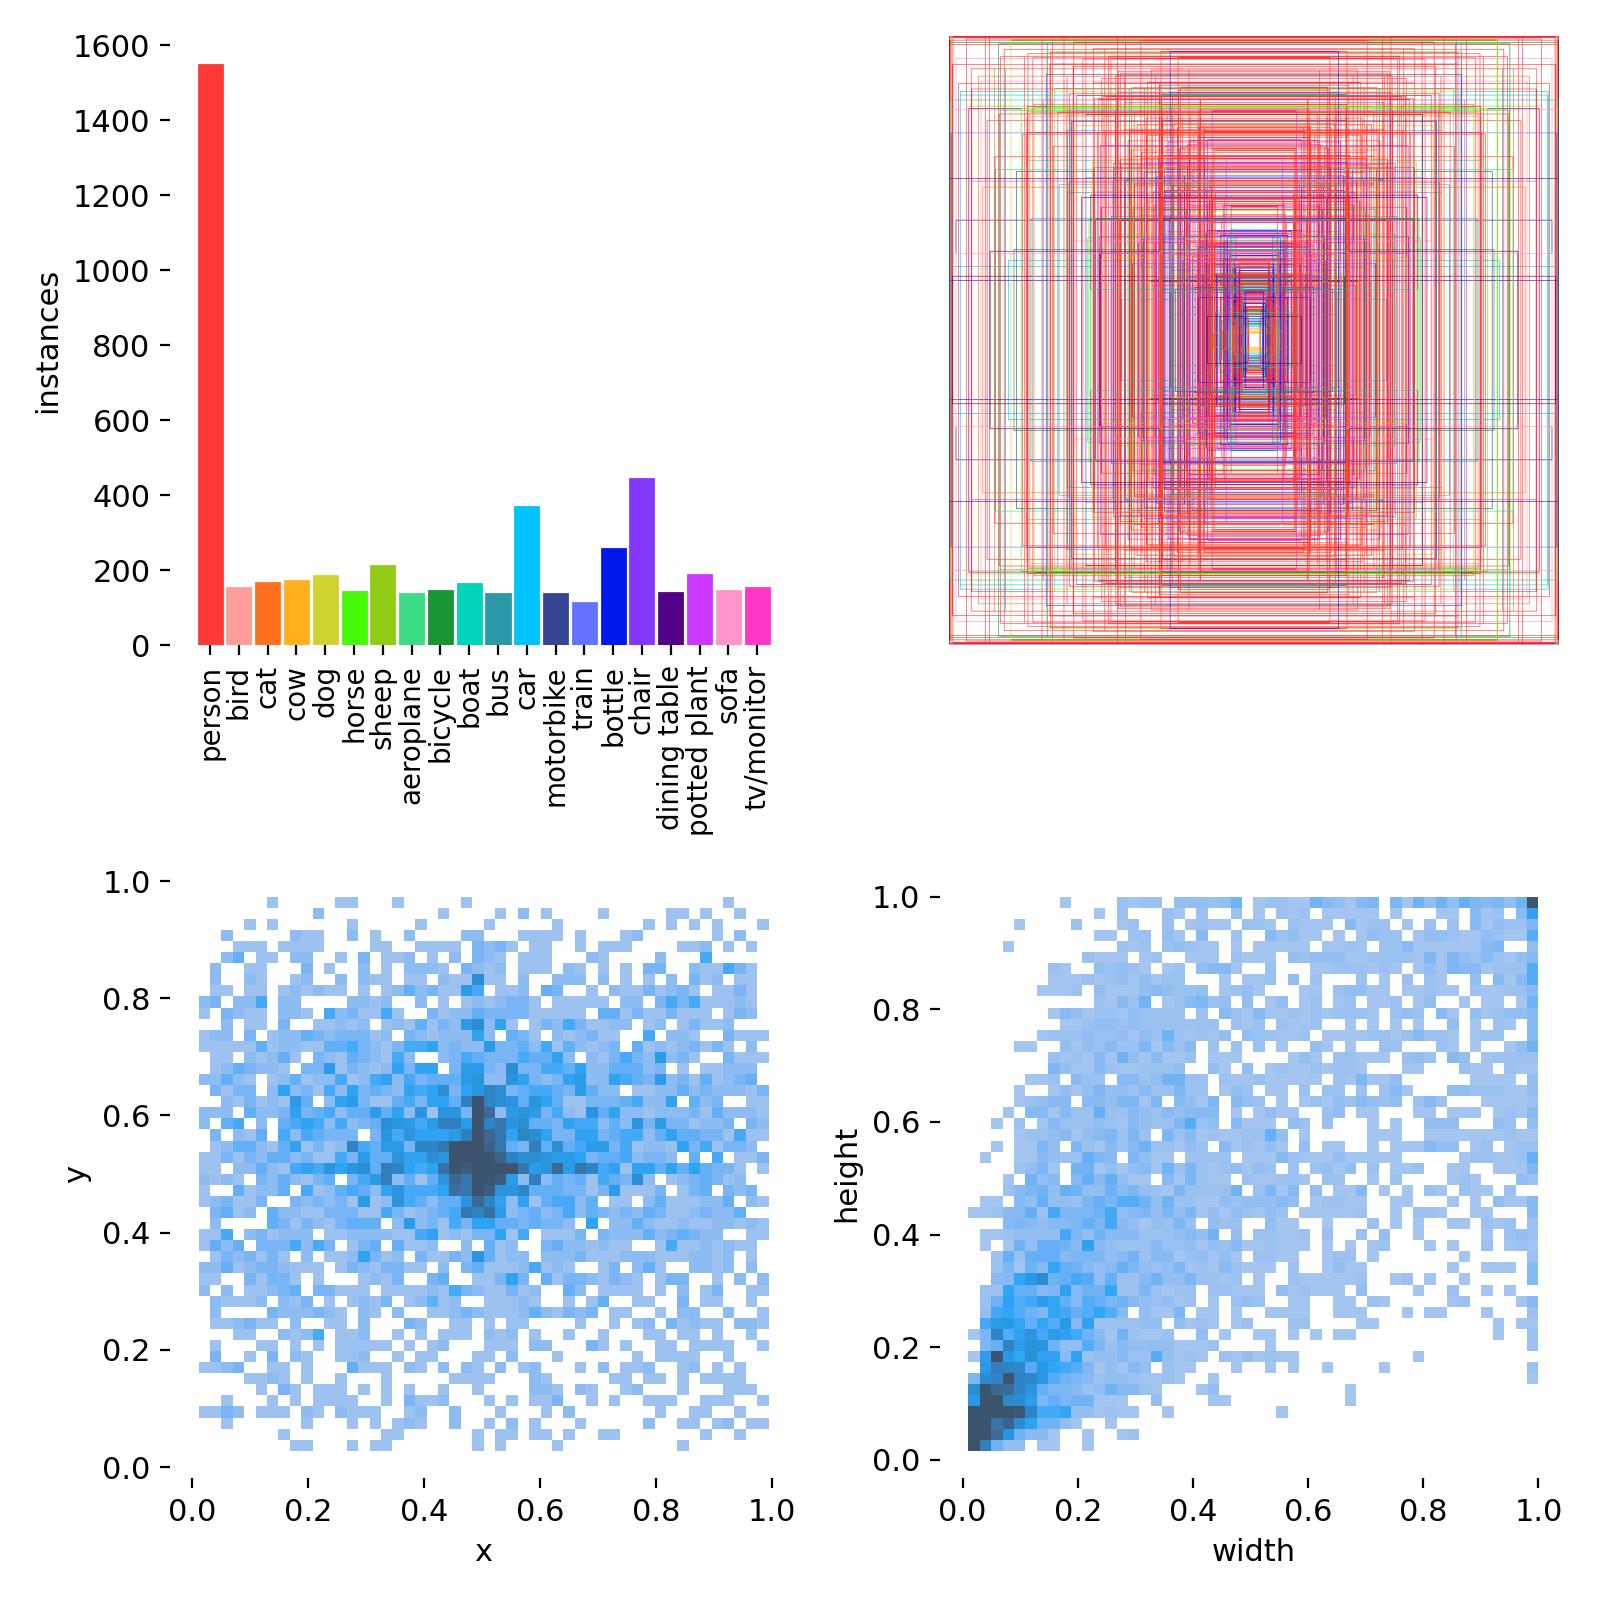 1600
1400
1200
1000
800
600
400
200
0
instances
person
bird
cat
cow
dog
horse
sheep
aeroplane
bicycle
boat
bus
car
motorbike
train
bottle
chair
dining table
potted plant
sofa
tv/monitor
1.0
0.8
0.6
0.4
0.2
0.0
y
0.0 0.2 0.4 0.6 0.8 1.0
x
1.0
0.8
0.6
0.4
0.2
0.0
height
0.0 0.2 0.4 0.6 0.8 1.0
width